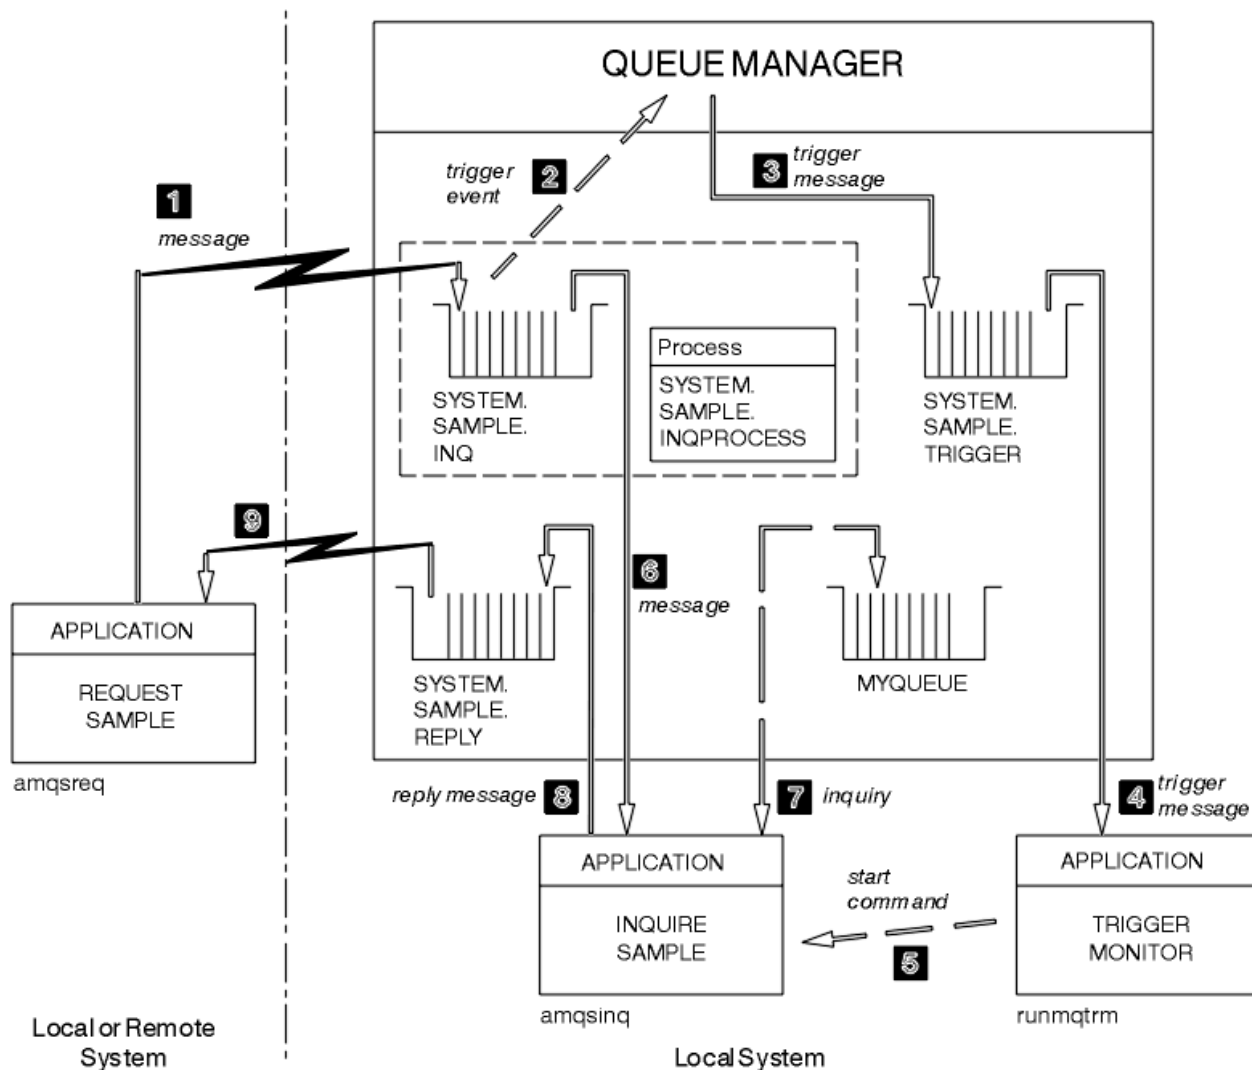 QUEUE MANAGER
trigger
event
2
3
trigger
message
1
message
Process
SYSTEM.
SAMPLE.
INQPROCESS
SYSTEM.
SAMPLE.
INQ
SYSTEM.
SAMPLE.
TRIGGER
9
6
message
APPLICATION
REQUEST
SAMPLE
amqsreq
SYSTEM.
SAMPLE.
REPLY
MYQUEUE
reply message
8
7
inquiry
4
trigger
message
APPLICATION
INQUIRE
SAMPLE
amqsinq
start
command
5
APPLICATION
TRIGGER
MONITOR
runmqtrm
Local or Remote
System
Local System